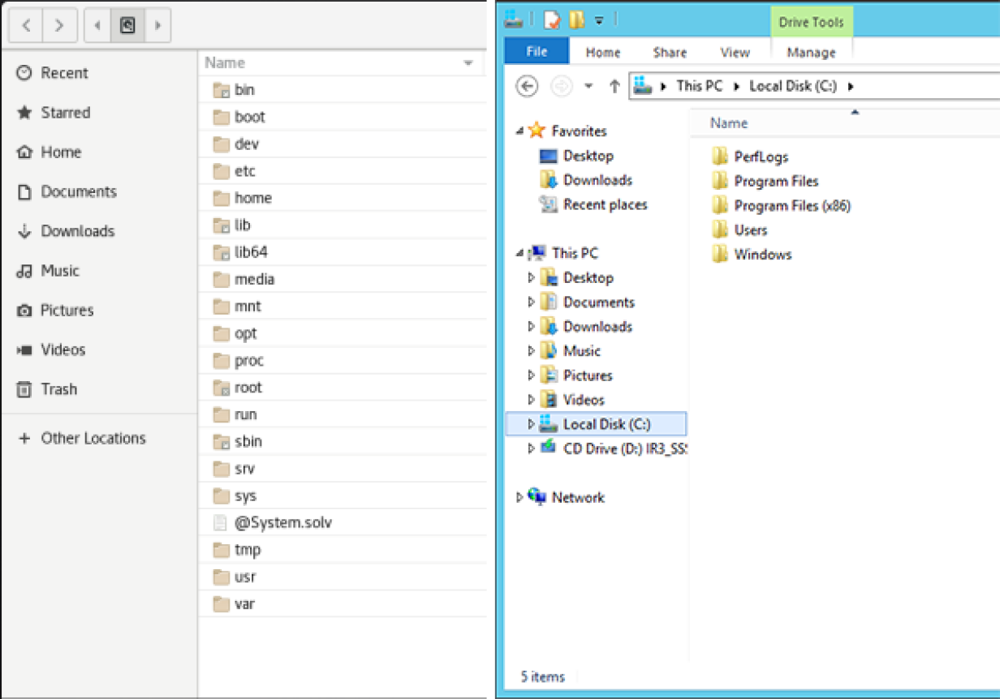 Recent
Starred
Home
Documents
Downloads
Music
Pictures
Videos
Trash
+ Other Locations
Name
bin
boot
dev
etc
home
lib
lib64
media
mnt
opt
proc
root
run
sbin
srv
sys
@System.solv
tmp
usr
var
Drive Tools
File Home Share View Manage
This PC Local Disk (C:)
Favorites
Desktop
Downloads
Recent places
This PC
Desktop
Documents
Downloads
Music
Pictures
Videos
Local Disk (C:)
CD Drive (D:) IR3_SS
Network
Name
PerfLogs
Program Files
Program Files (x86)
Users
Windows
5 items